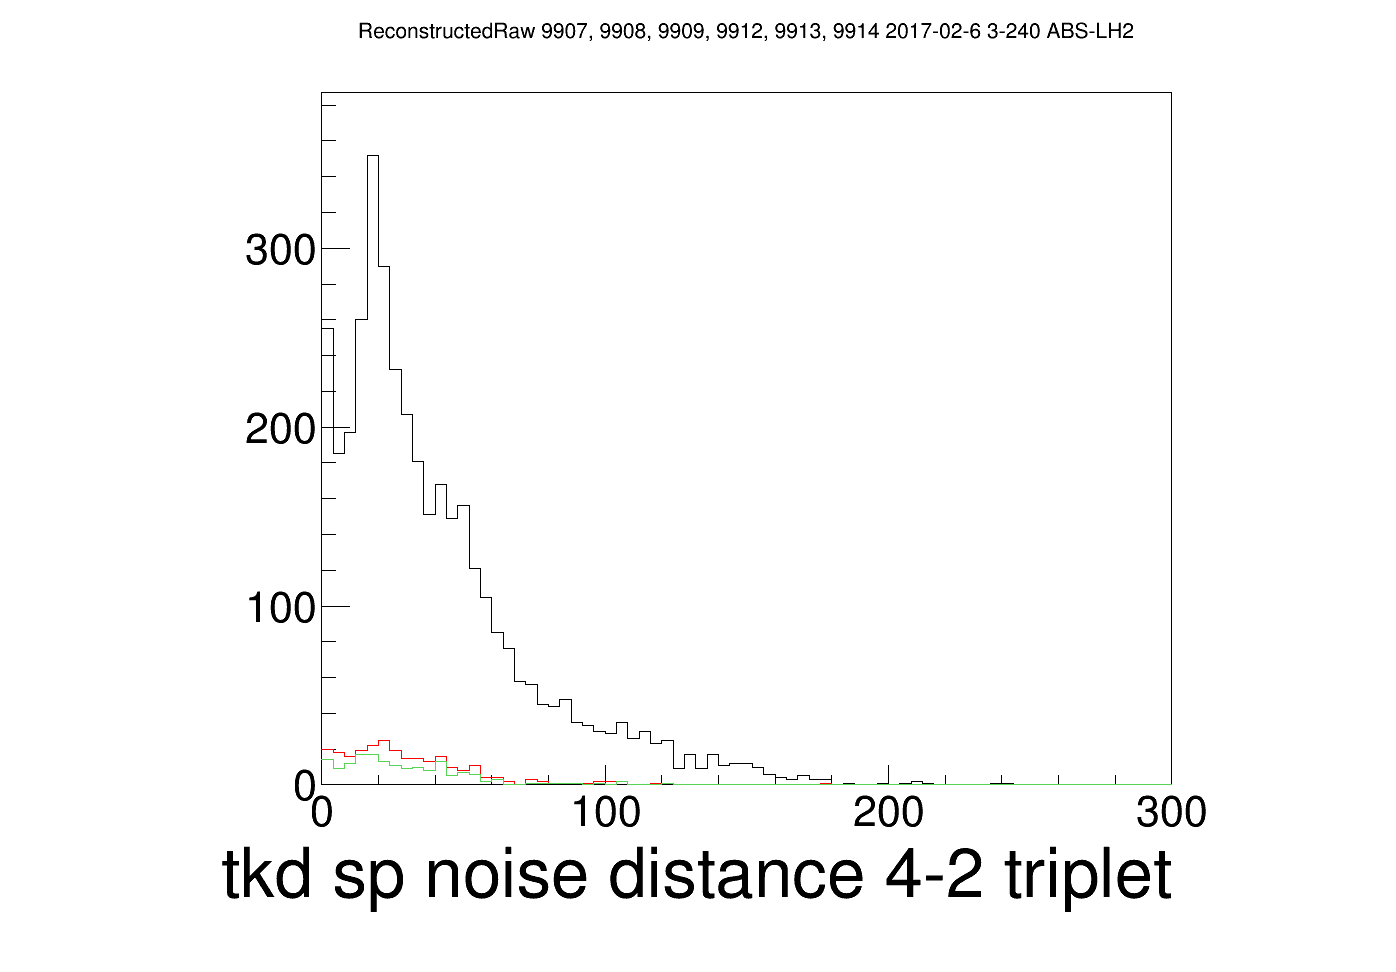 ReconstructedRaw 9907, 9908, 9909, 9912, 9913, 9914 2017-02-6 3-240 ABS-LH2
300
200
100
0
0 100 200 300
tkd sp noise distance 4-2 triplet